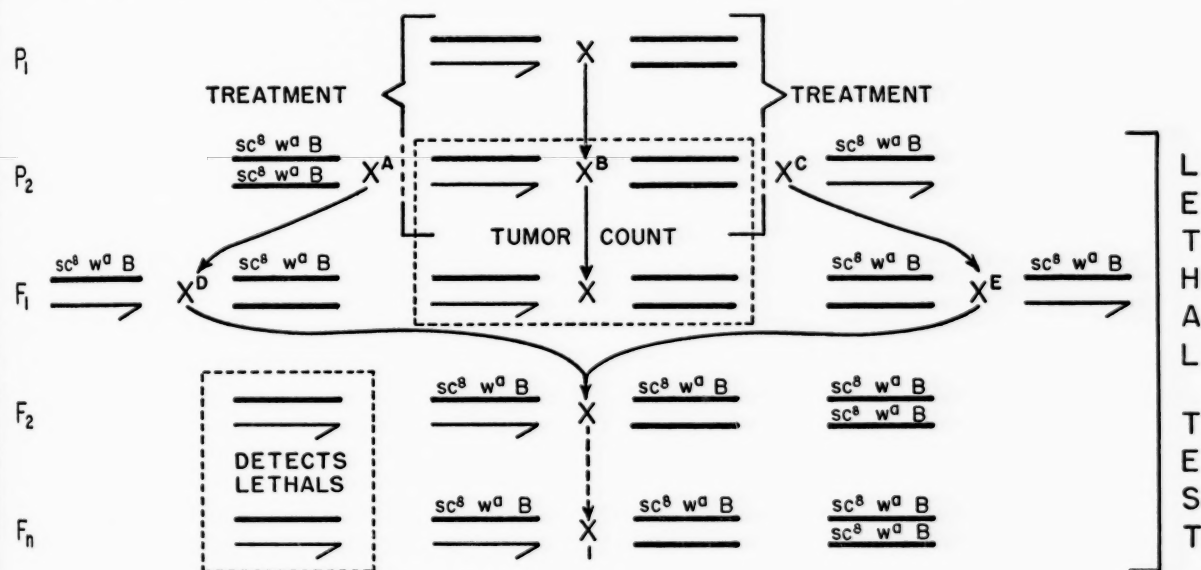 P₁
X
TREATMENT
TREATMENT
P₂
sc⁸ wᵃ B
sc⁸ wᵃ B
Xᴬ
Xᴮ
Xᶜ
sc⁸ wᵃ B
TUMOR COUNT
F₁
sc⁸ wᵃ B
Xᴰ
sc⁸ wᵃ B
X
sc⁸ wᵃ B
Xᴱ
sc⁸ wᵃ B
F₂
sc⁸ wᵃ B
X
sc⁸ wᵃ B
sc⁸ wᵃ B
sc⁸ wᵃ B
DETECTS
LETHALS
Fₙ
sc⁸ wᵃ B
X
sc⁸ wᵃ B
sc⁸ wᵃ B
sc⁸ wᵃ B
LETHAL TEST